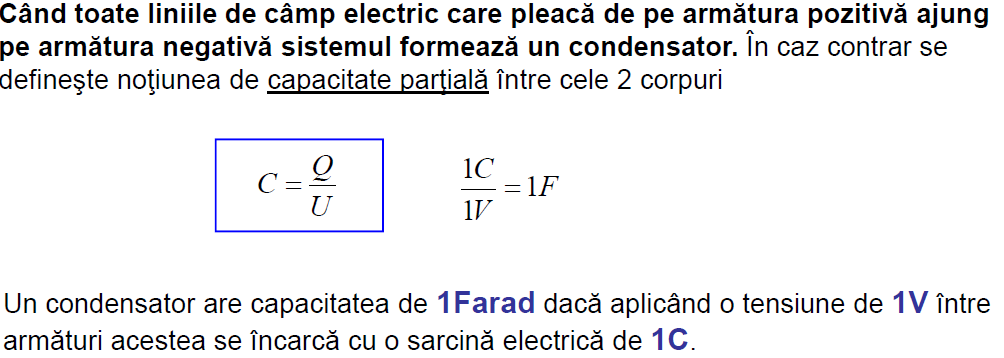 Când toate liniile de câmp electric care pleacă de pe armătura pozitivă ajung
pe armătura negativă sistemul formează un condensator. În caz contrar se
defineşte noţiunea de capacitate parţială între cele 2 corpuri
C = Q/U    1C/1V = 1F
Un condensator are capacitatea de 1Farad dacă aplicând o tensiune de 1V între
armături acestea se încarcă cu o sarcină electrică de 1C.